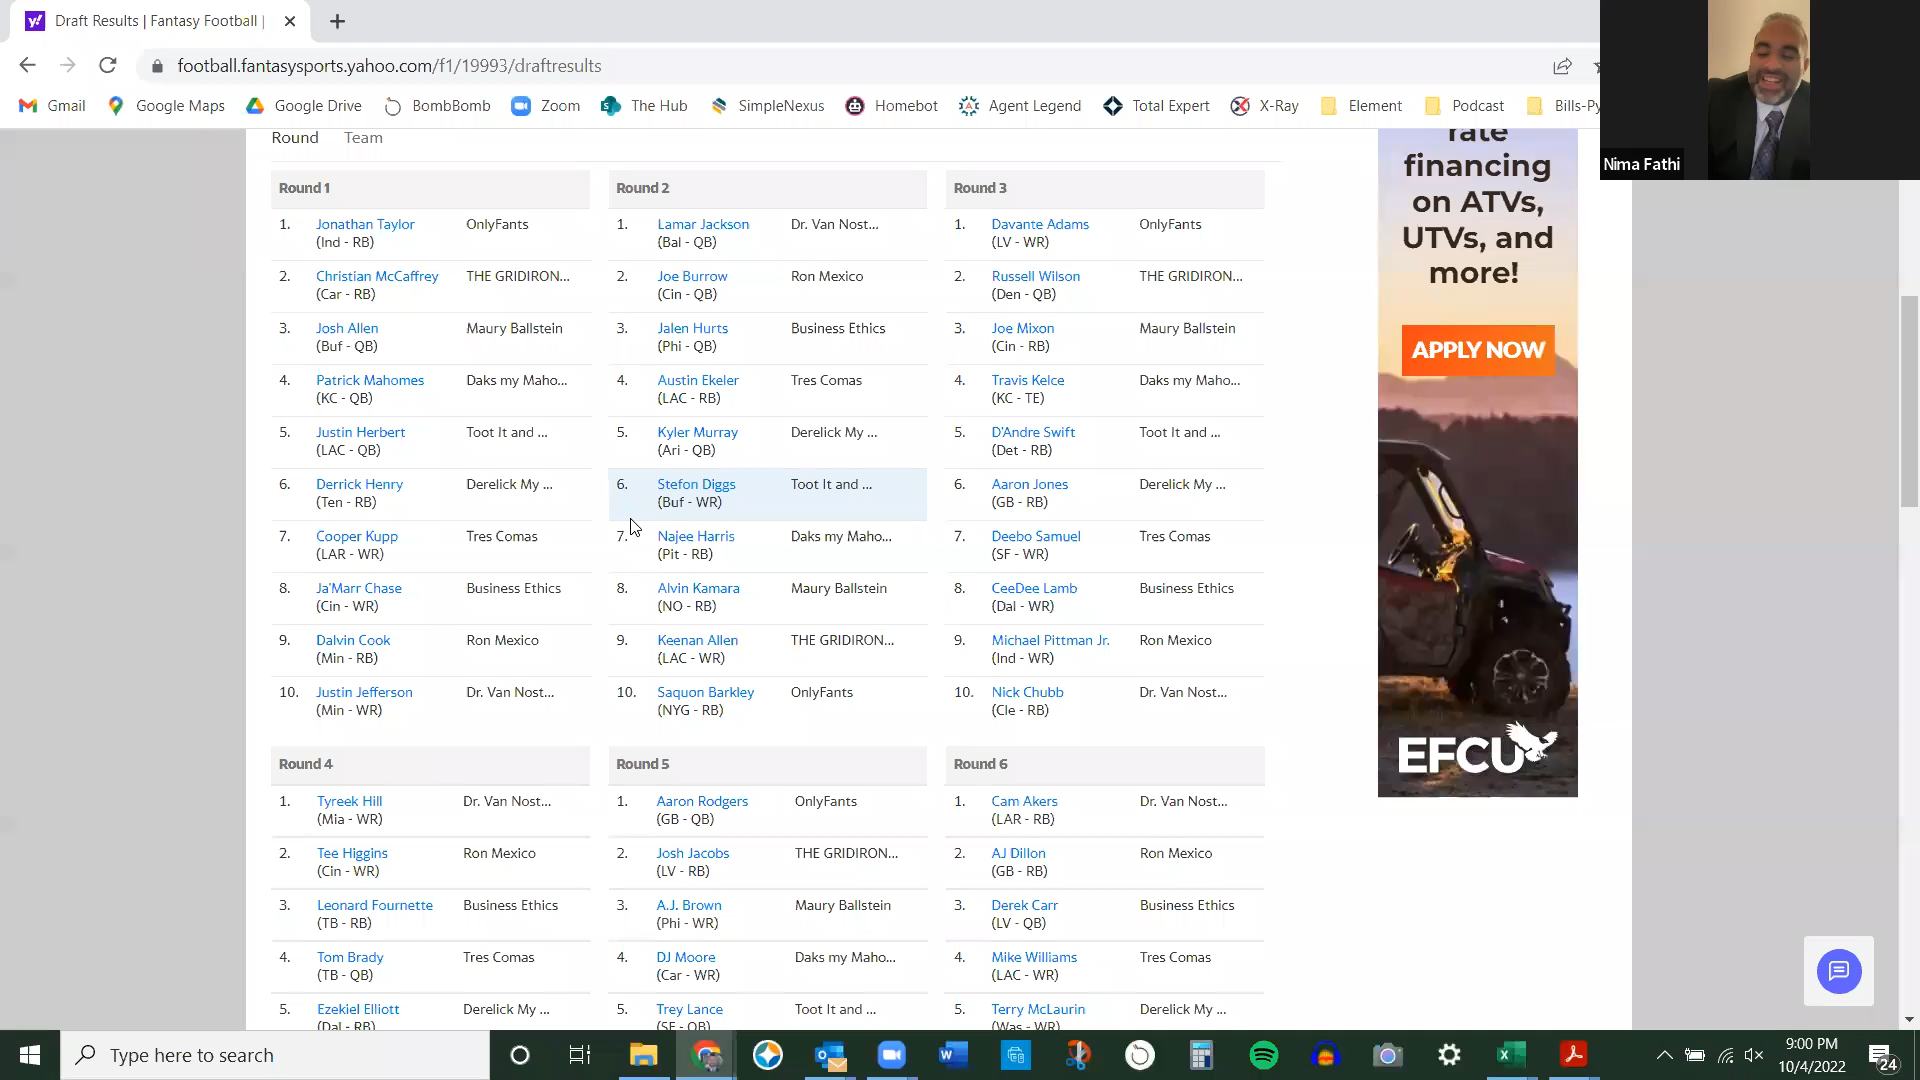 Draft Results | Fantasy Football |
football.fantasysports.yahoo.com/f1/19993/draftresults
Gmail Google Maps Google Drive BombBomb Zoom The Hub SimpleNexus Homebot Agent Legend Total Expert X-Ray Element Podcast Bills-Py
Nima Fathi
Round Team
Round 1
1. Jonathan Taylor OnlyFants
(Ind - RB)
2. Christian McCaffrey THE GRIDIRON...
(Car - RB)
3. Josh Allen Maury Ballstein
(Buf - QB)
4. Patrick Mahomes Daks my Maho...
(KC - QB)
5. Justin Herbert Toot It and ...
(LAC - QB)
6. Derrick Henry Derelick My ...
(Ten - RB)
7. Cooper Kupp Tres Comas
(LAR - WR)
8. Ja'Marr Chase Business Ethics
(Cin - WR)
9. Dalvin Cook Ron Mexico
(Min - RB)
10. Justin Jefferson Dr. Van Nost...
(Min - WR)
Round 2
1. Lamar Jackson Dr. Van Nost...
(Bal - QB)
2. Joe Burrow Ron Mexico
(Cin - QB)
3. Jalen Hurts Business Ethics
(Phi - QB)
4. Austin Ekeler Tres Comas
(LAC - RB)
5. Kyler Murray Derelick My ...
(Ari - QB)
6. Stefon Diggs Toot It and ...
(Buf - WR)
7. Najee Harris Daks my Maho...
(Pit - RB)
8. Alvin Kamara Maury Ballstein
(NO - RB)
9. Keenan Allen THE GRIDIRON...
(LAC - WR)
10. Saquon Barkley OnlyFants
(NYG - RB)
Round 3
1. Davante Adams OnlyFants
(LV - WR)
2. Russell Wilson THE GRIDIRON...
(Den - QB)
3. Joe Mixon Maury Ballstein
(Cin - RB)
4. Travis Kelce Daks my Maho...
(KC - TE)
5. D'Andre Swift Toot It and ...
(Det - RB)
6. Aaron Jones Derelick My ...
(GB - RB)
7. Deebo Samuel Tres Comas
(SF - WR)
8. CeeDee Lamb Business Ethics
(Dal - WR)
9. Michael Pittman Jr. Ron Mexico
(Ind - WR)
10. Nick Chubb Dr. Van Nost...
(Cle - RB)
Round 4
1. Tyreek Hill Dr. Van Nost...
(Mia - WR)
2. Tee Higgins Ron Mexico
(Cin - WR)
3. Leonard Fournette Business Ethics
(TB - RB)
4. Tom Brady Tres Comas
(TB - QB)
5. Ezekiel Elliott Derelick My ...
(Dal - RB)
Round 5
1. Aaron Rodgers OnlyFants
(GB - QB)
2. Josh Jacobs THE GRIDIRON...
(LV - RB)
3. A.J. Brown Maury Ballstein
(Phi - WR)
4. DJ Moore Daks my Maho...
(Car - WR)
5. Trey Lance Toot It and ...
(SF - QB)
Round 6
1. Cam Akers Dr. Van Nost...
(LAR - RB)
2. AJ Dillon Ron Mexico
(GB - RB)
3. Derek Carr Business Ethics
(LV - QB)
4. Mike Williams Tres Comas
(LAC - WR)
5. Terry McLaurin Derelick My ...
(Was - WR)
rate
financing
on ATVs,
UTVs, and
more!
APPLY NOW
EFCU
Type here to search
9:00 PM
10/4/2022
24